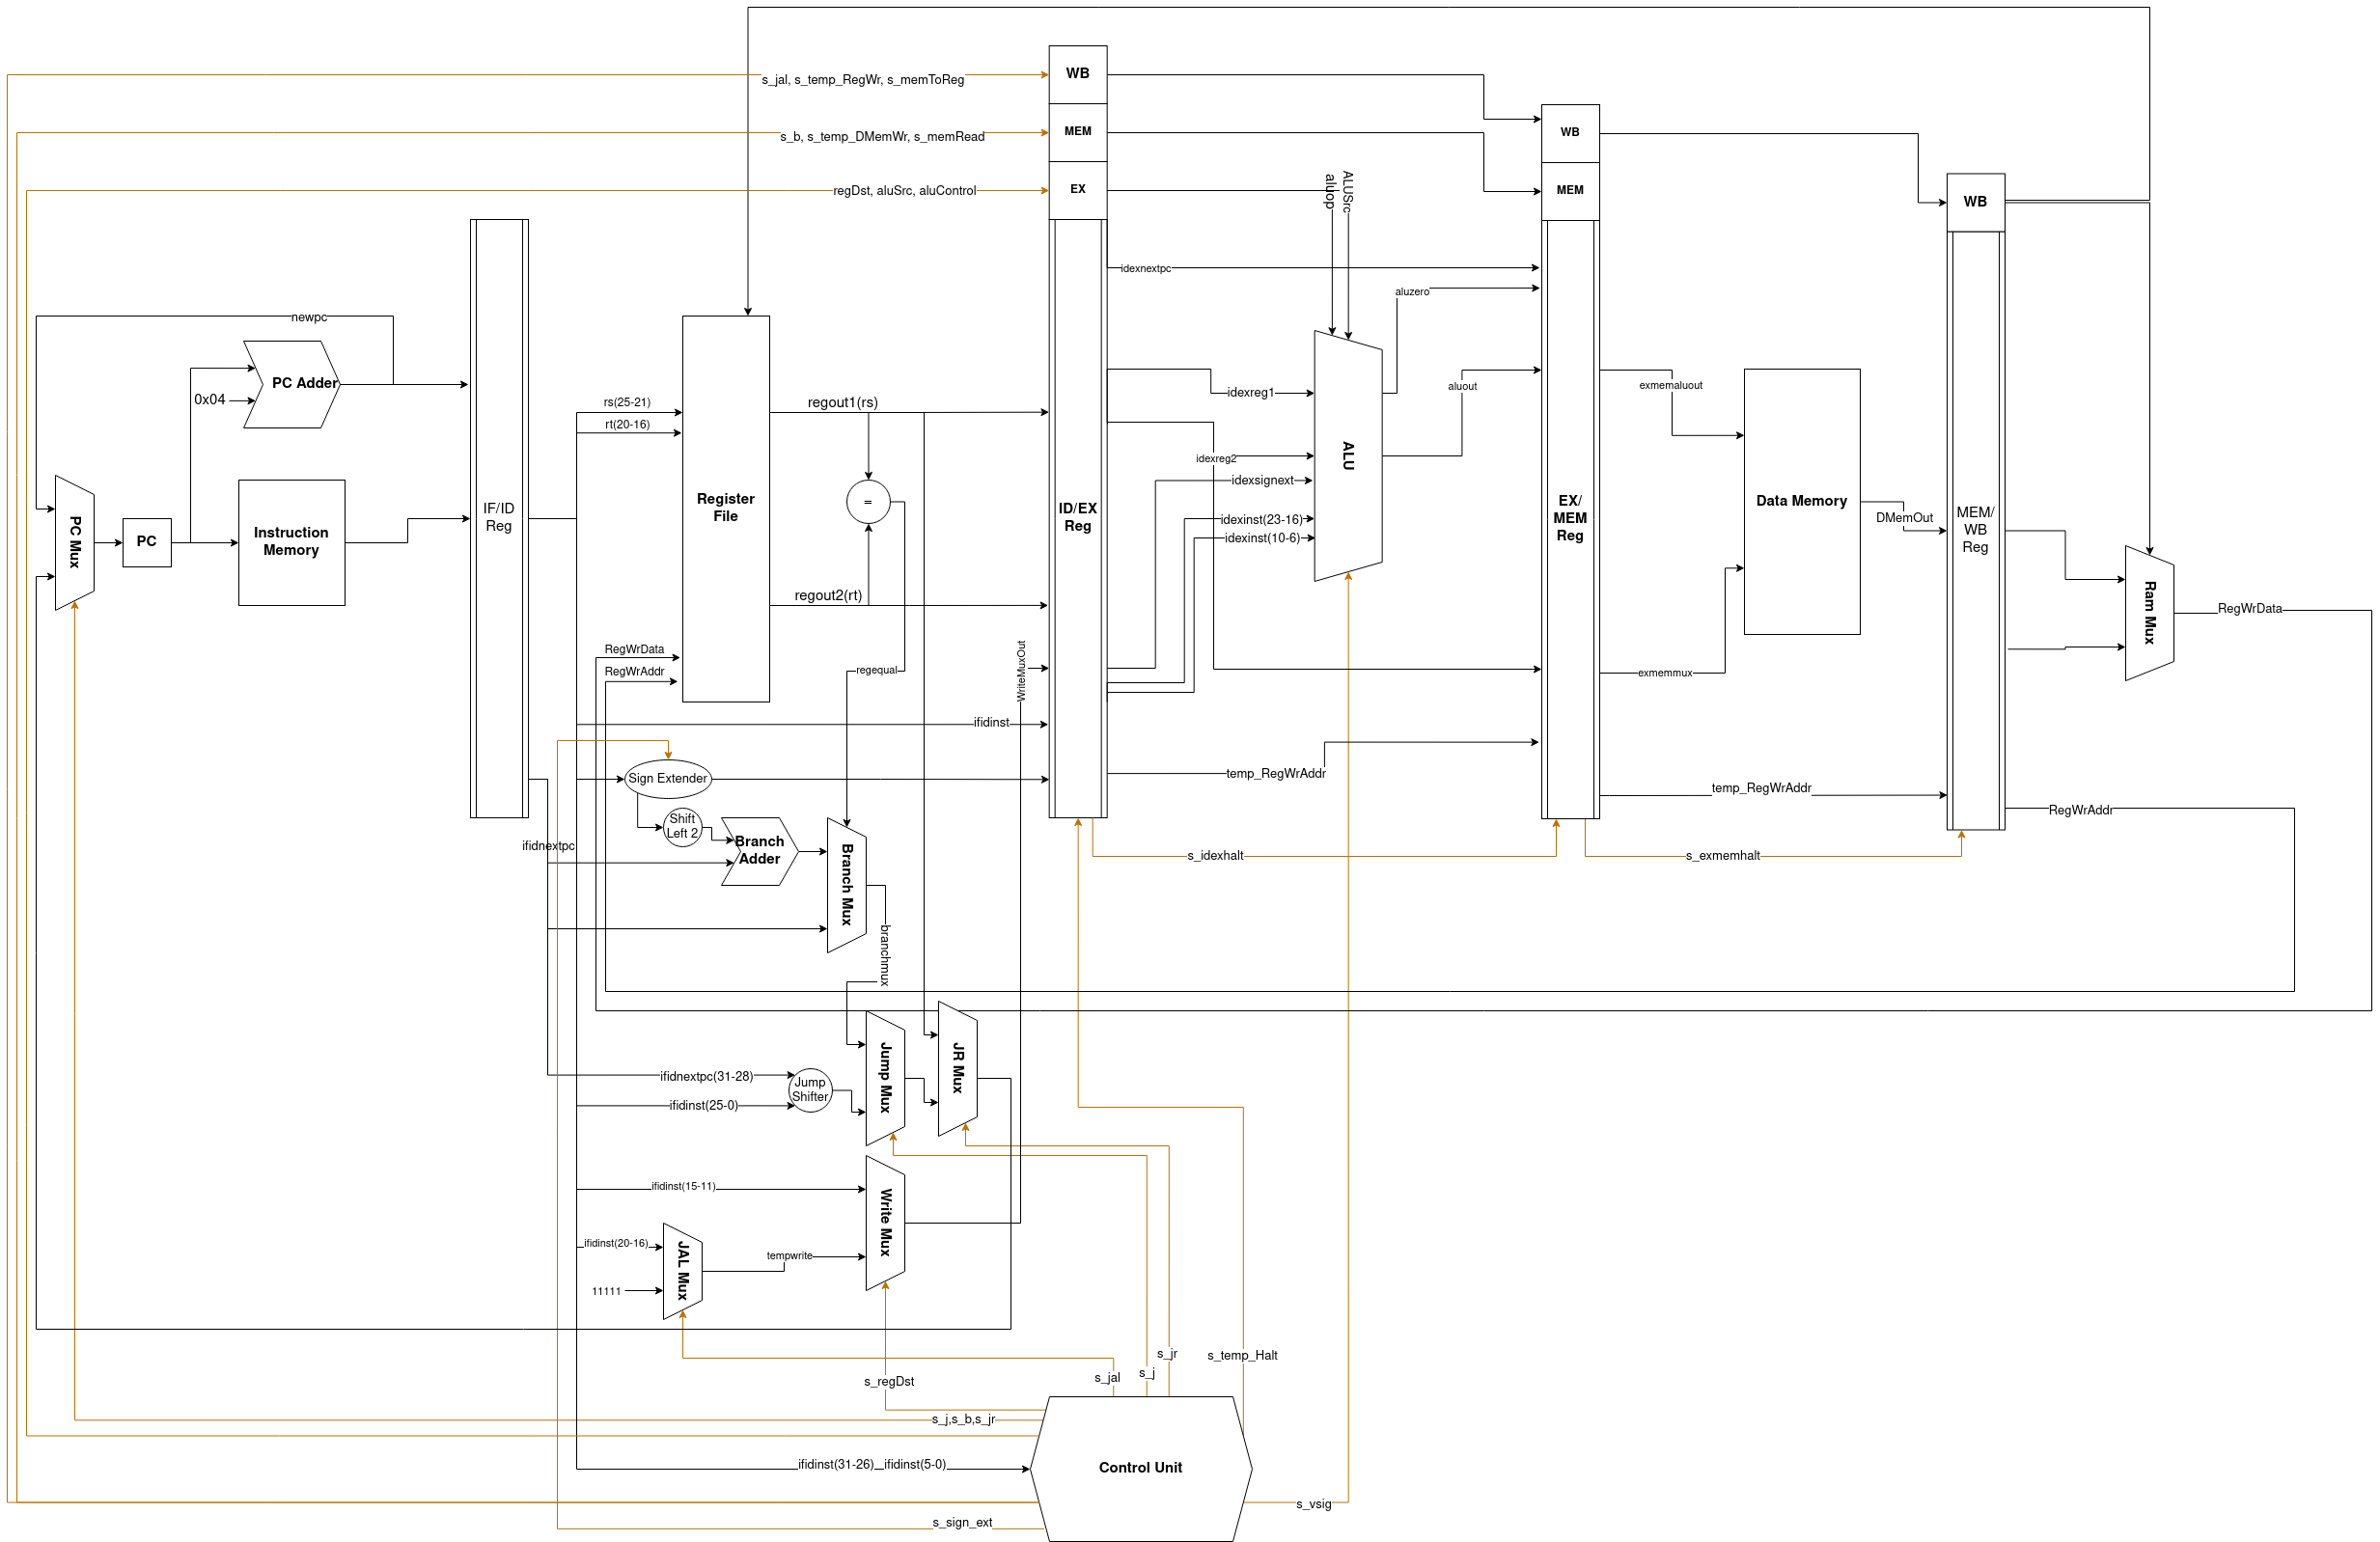 WB
s_jal, s_temp_RegWr, s_memToReg
MEM
s_b, s_temp_DMemWr, s_memRead
WB
EX
regDst, aluSrc, aluControl
MEM
aluop
ALUSrc
WB
idexnextpc
aluzero
newpc
PC Adder
0x04
rs(25-21)
rt(20-16)
regout1(rs)
idexreg1
aluout
exmemaluout
idexreg2
ALU
idexsignext
idexinst(23-16)
idexinst(10-6)
PC Mux
PC
Instruction
Memory
IF/ID
Reg
Register
File
=
ID/EX
Reg
EX/
MEM
Reg
Data Memory
DMemOut
MEM/
WB
Reg
Ram Mux
RegWrData
regout2(rt)
RegWrData
RegWrAddr
regequal
WriteMuxOut
exmemmux
ifidinst
Sign Extender
temp_RegWrAddr
temp_RegWrAddr
RegWrAddr
Shift
Left 2
ifidnextpc
Branch
Adder
Branch Mux
s_idexhalt
s_exmemhalt
branchmux
ifidnextpc(31-28)
ifidinst(25-0)
Jump
Shifter
Jump Mux
JR Mux
ifidinst(15-11)
Write Mux
ifidinst(20-16)
11111
JAL Mux
tempwrite
s_regDst
s_jal
s_j
s_jr
s_temp_Halt
s_j,s_b,s_jr
ifidinst(31-26)_ifidinst(5-0)
Control Unit
s_vsig
s_sign_ext